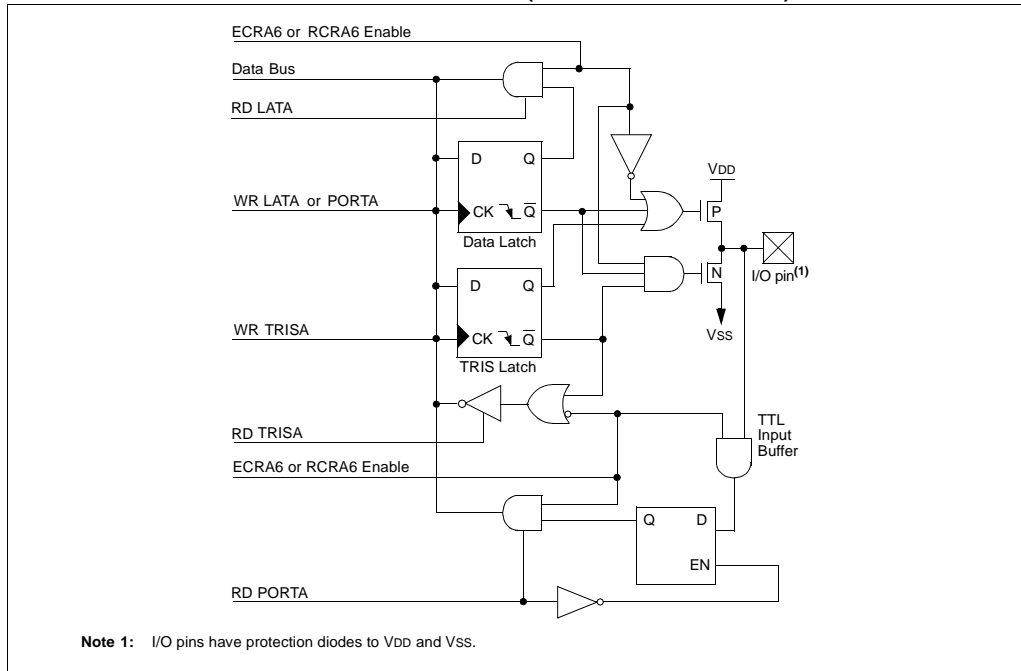 ECRA6 or RCRA6 Enable
Data Bus
RD LATA
D Q
VDD
WR LATA or PORTA
CK Q
P
Data Latch
I/O pin(1)
N
D Q
WR TRISA
CK Q
VSS
TRIS Latch
TTL
Input
Buffer
RD TRISA
ECRA6 or RCRA6 Enable
Q D
EN
RD PORTA
Note 1: I/O pins have protection diodes to VDD and VSS.